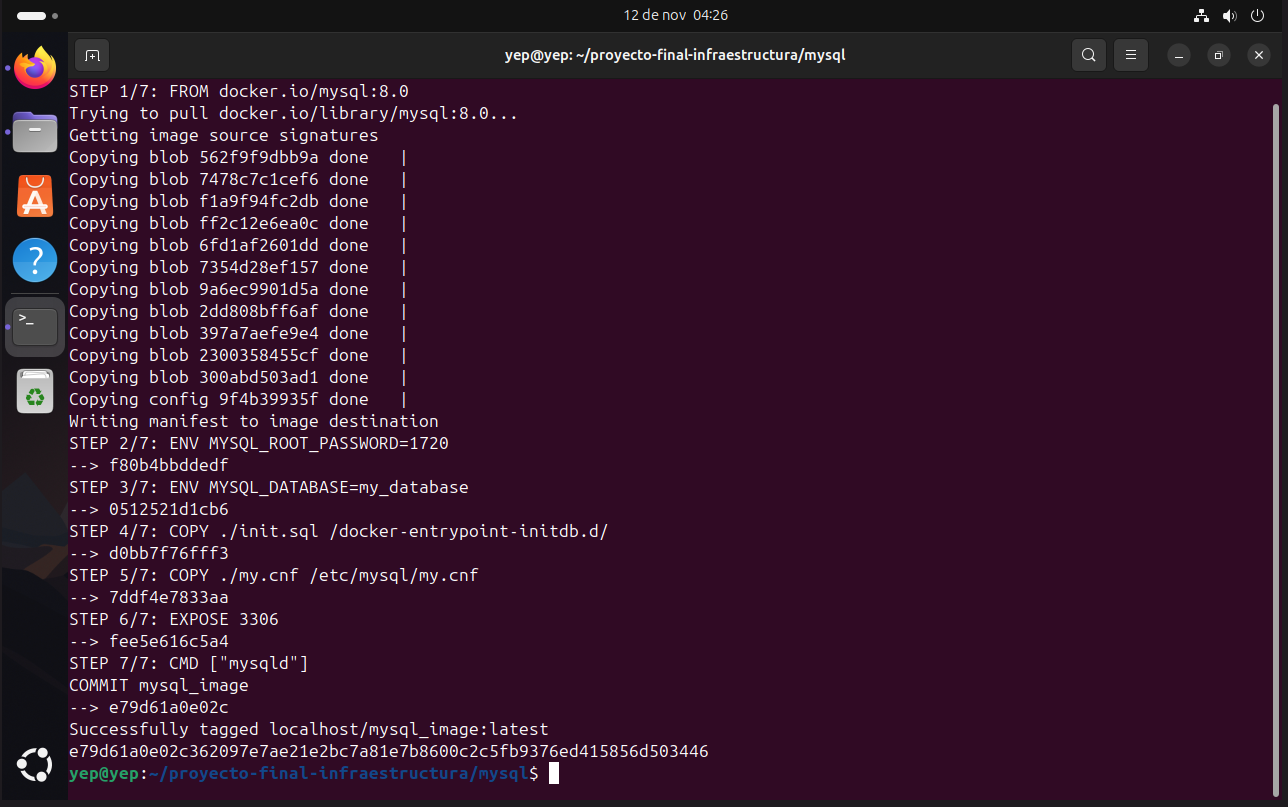 12 de nov 04:26
yep@yep: ~/proyecto-final-infraestructura/mysql
STEP 1/7: FROM docker.io/mysql:8.0
Trying to pull docker.io/library/mysql:8.0...
Getting image source signatures
Copying blob 562f9f9dbb9a done   |
Copying blob 7478c7c1cef6 done   |
Copying blob f1a9f94fc2db done   |
Copying blob ff2c12e6ea0c done   |
Copying blob 6fd1af2601dd done   |
Copying blob 7354d28ef157 done   |
Copying blob 9a6ec9901d5a done   |
Copying blob 2dd808bff6af done   |
Copying blob 397a7aefe9e4 done   |
Copying blob 2300358455cf done   |
Copying blob 300abd503ad1 done   |
Copying config 9f4b39935f done   |
Writing manifest to image destination
STEP 2/7: ENV MYSQL_ROOT_PASSWORD=1720
--> f80b4bbddedf
STEP 3/7: ENV MYSQL_DATABASE=my_database
--> 0512521d1cb6
STEP 4/7: COPY ./init.sql /docker-entrypoint-initdb.d/
--> d0bb7f76fff3
STEP 5/7: COPY ./my.cnf /etc/mysql/my.cnf
--> 7ddf4e7833aa
STEP 6/7: EXPOSE 3306
--> fee5e616c5a4
STEP 7/7: CMD ["mysqld"]
COMMIT mysql_image
--> e79d61a0e02c
Successfully tagged localhost/mysql_image:latest
e79d61a0e02c362097e7ae21e2bc7a81e7b8600c2c5fb9376ed415856d503446
yep@yep:~/proyecto-final-infraestructura/mysql$